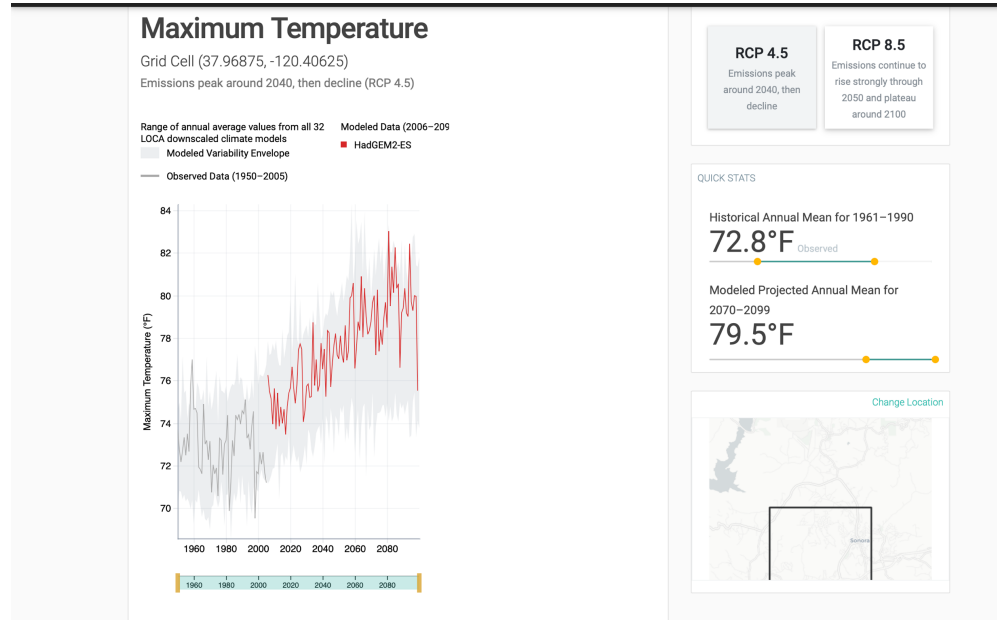 Maximum Temperature
Grid Cell (37.96875, -120.40625)
Emissions peak around 2040, then decline (RCP 4.5)
Range of annual average values from all 32
LOCA downscaled climate models
Modeled Variability Envelope
Observed Data (1950–2005)
Modeled Data (2006–209
HadGEM2-ES
Maximum Temperature (°F)
84
82
80
78
76
74
72
70
1960 1980 2000 2020 2040 2060 2080
1960 1980 2000 2020 2040 2060 2080
RCP 4.5
Emissions peak
around 2040, then
decline
RCP 8.5
Emissions continue to
rise strongly through
2050 and plateau
around 2100
QUICK STATS
Historical Annual Mean for 1961–1990
72.8°F Observed
Modeled Projected Annual Mean for
2070–2099
79.5°F
Change Location
Sonora